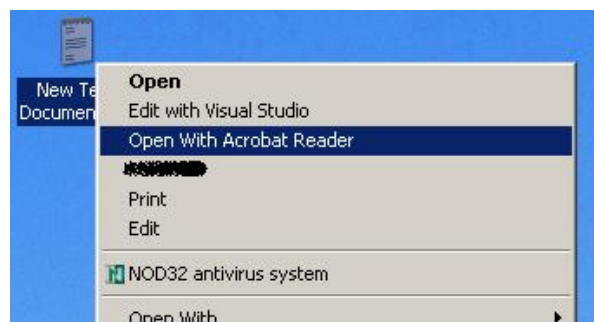 New Te
Documen
Open
Edit with Visual Studio
Open With Acrobat Reader
Print
Edit
NOD32 antivirus system
Open With